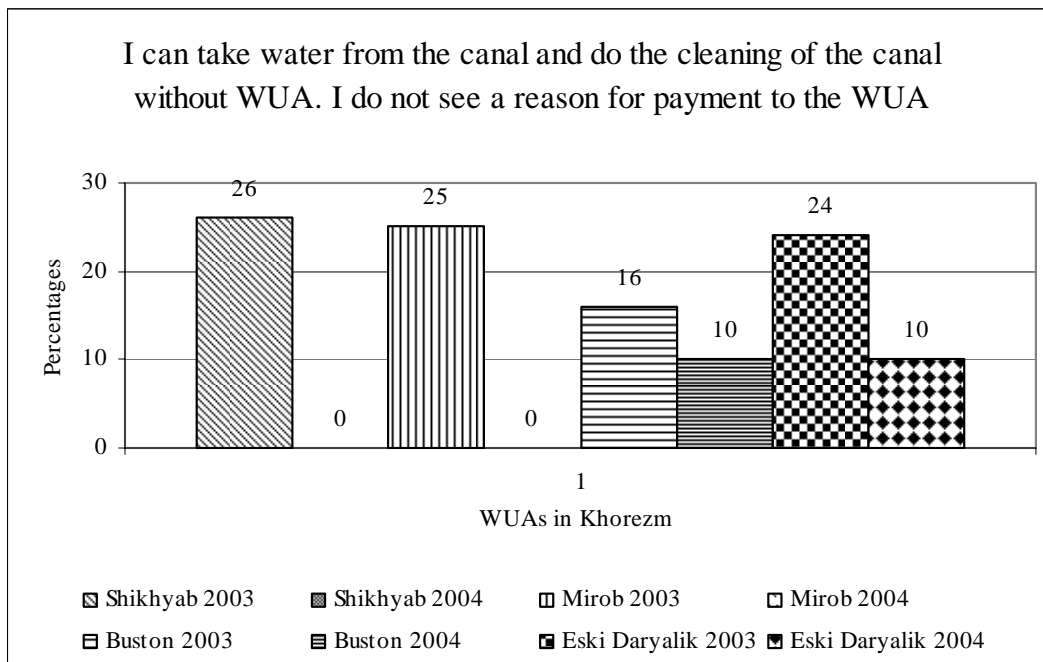 I can take water from the canal and do the cleaning of the canal
without WUA. I do not see a reason for payment to the WUA
Percentages
30
20
10
0
26
0
25
0
16
10
24
10
1
WUAs in Khorezm
Shikhyab 2003 Shikhyab 2004 Mirob 2003 Mirob 2004
Buston 2003 Buston 2004 Eski Daryalik 2003 Eski Daryalik 2004